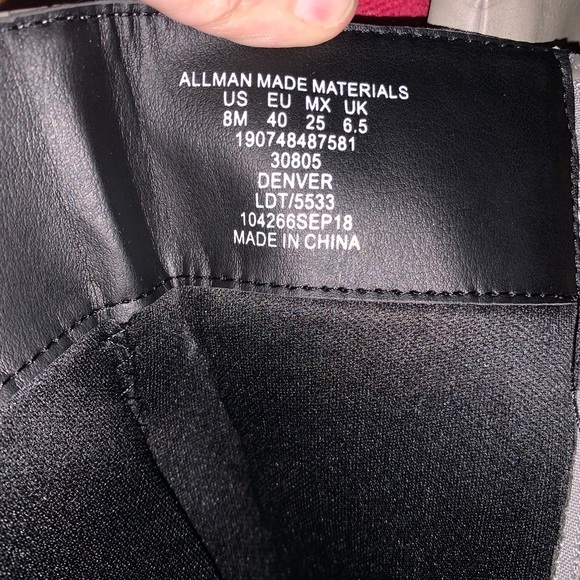 ALLMAN MADE MATERIALS
US EU MX UK
8M 40 25 6.5
190748487581
30805
DENVER
LDT/5533
104266SEP18
MADE IN CHINA